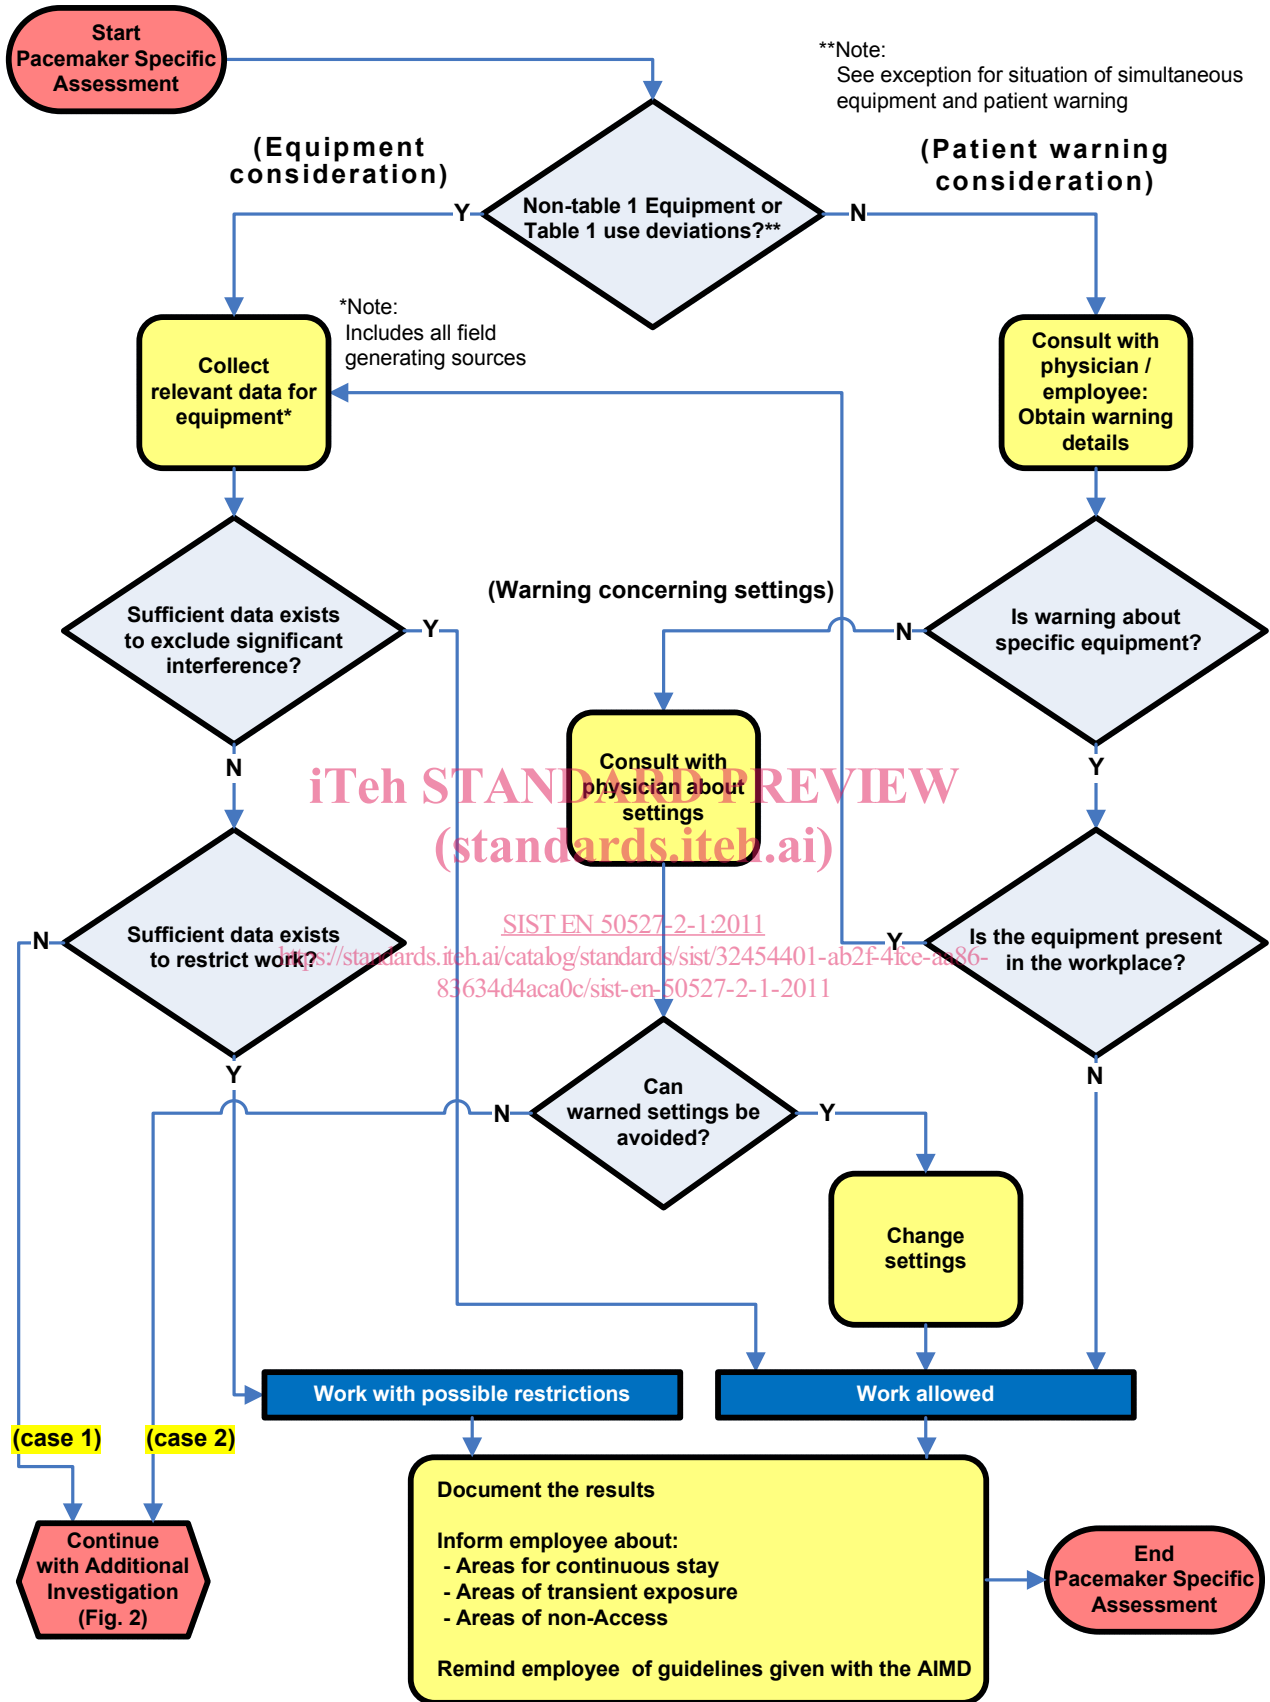 Start
Pacemaker Specific
Assessment
**Note:
See exception for situation of simultaneous
equipment and patient warning
(Equipment
consideration)
(Patient warning
consideration)
Y
Non-table 1 Equipment or
Table 1 use deviations?**
N
*Note:
Includes all field
generating sources
Collect
relevant data for
equipment*
Consult with
physician /
employee:
Obtain warning
details
(Warning concerning settings)
Sufficient data exists
to exclude significant
interference?
Y
N
Is warning about
specific equipment?
N
Y
Consult with
physician about
settings
iTeh STANDARD PREVIEW
(standards.iteh.ai)
SIST EN 50527-2-1:2011
https://standards.iteh.ai/catalog/standards/sist/32454401-ab2f-4fce-aa86-
83634d4aca0c/sist-en-50527-2-1-2011
N
Sufficient data exists
to restrict work?
Y
Is the equipment present
in the workplace?
Y
N
N
Can
warned settings be
avoided?
Y
Change
settings
Work with possible restrictions
Work allowed
(case 1)
(case 2)
Continue
with Additional
Investigation
(Fig. 2)
Document the results
Inform employee about:
- Areas for continuous stay
- Areas of transient exposure
- Areas of non-Access
Remind employee of guidelines given with the AIMD
End
Pacemaker Specific
Assessment